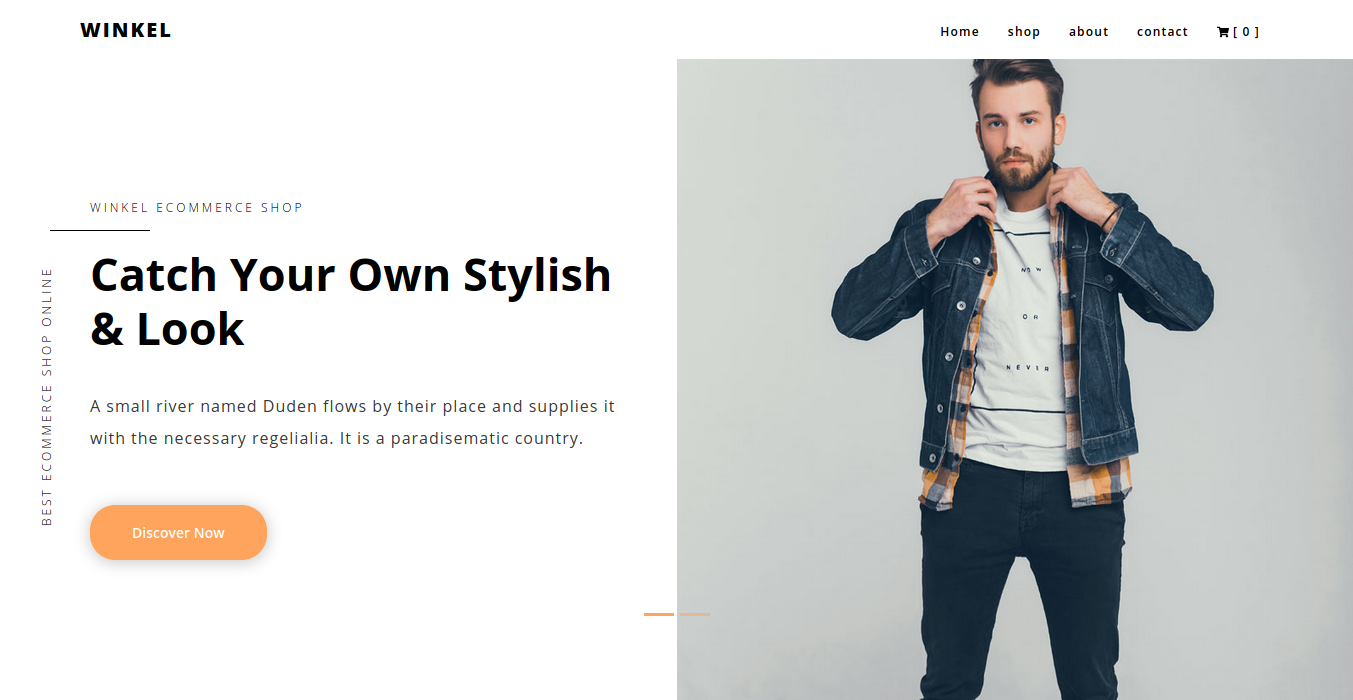 WINKEL
Home shop about contact [ 0 ]
WINKEL ECOMMERCE SHOP
BEST ECOMMERCE SHOP ONLINE
Catch Your Own Stylish
& Look
A small river named Duden flows by their place and supplies it
with the necessary regelialia. It is a paradisematic country.
Discover Now
NOW
OR
NEVER